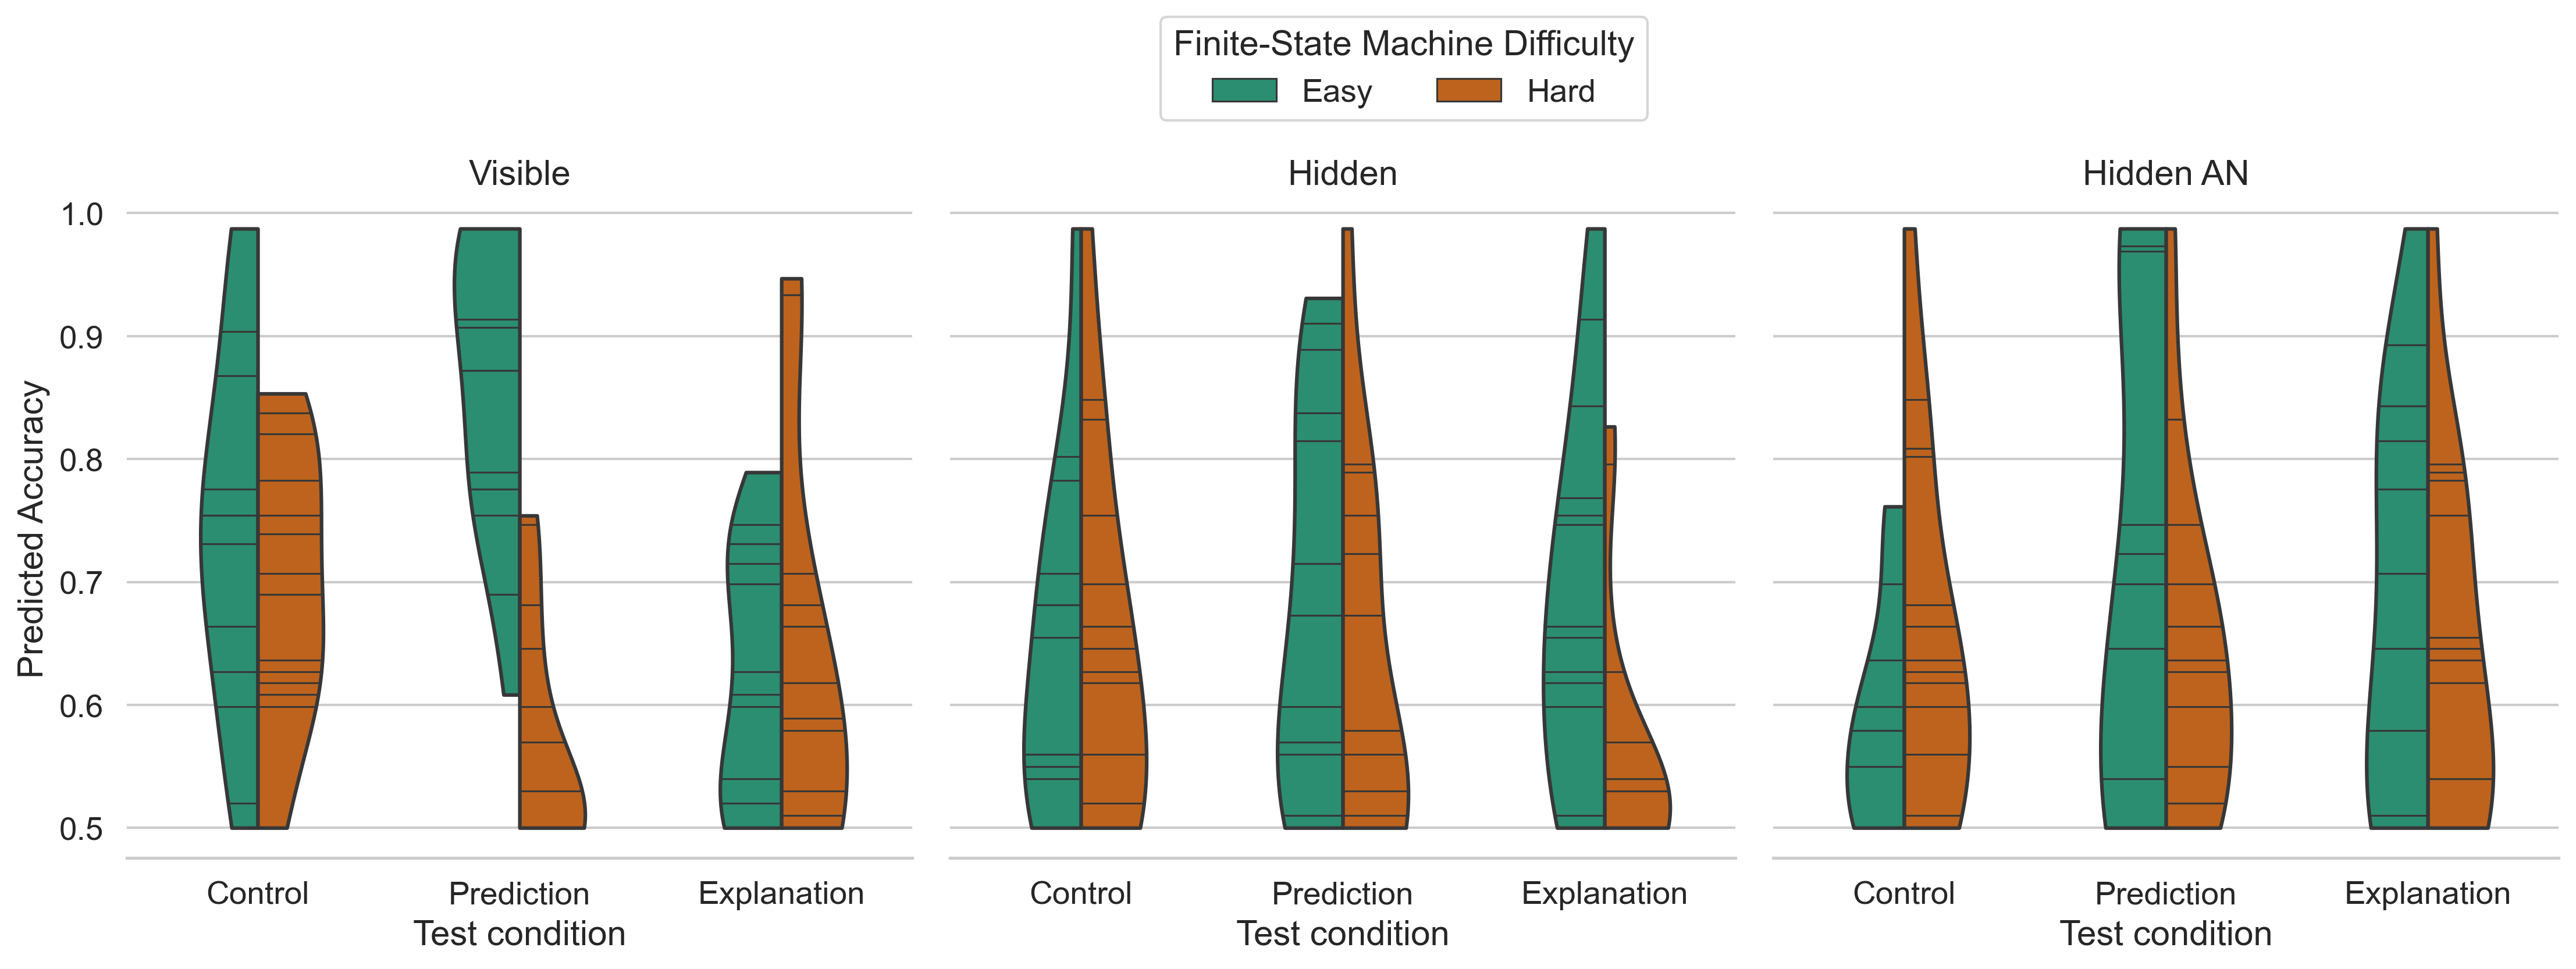 Finite-State Machine Difficulty
Easy Hard
Visible Hidden Hidden AN
1.0
0.9
0.8
0.7
0.6
0.5
Predicted Accuracy
Control Prediction Explanation Control Prediction Explanation Control Prediction Explanation
Test condition Test condition Test condition